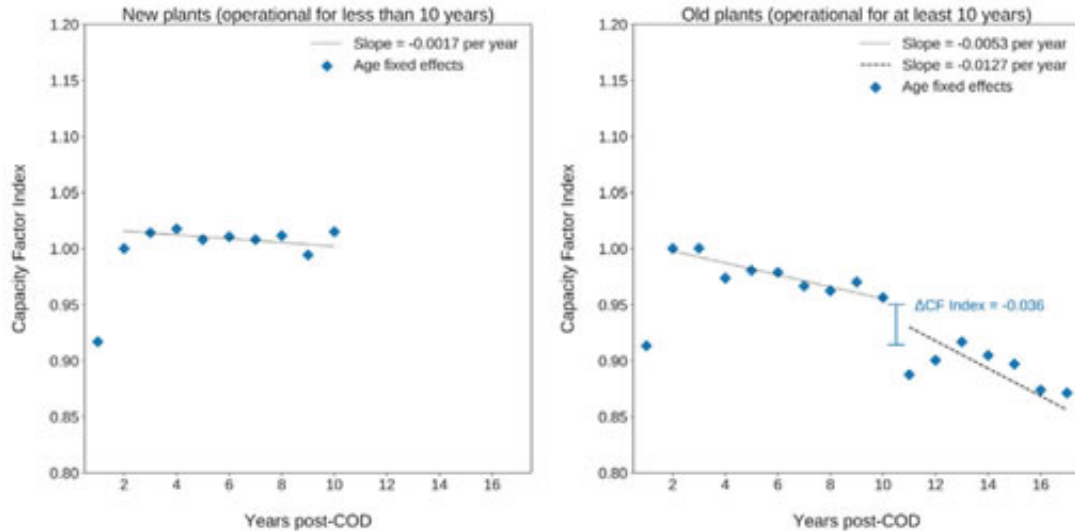 New plants (operational for less than 10 years)
1.20
1.15
1.10
1.05
1.00
0.95
0.90
0.85
0.80
Capacity Factor Index
Slope = -0.0017 per year
Age fixed effects
2 4 6 8 10 12 14 16
Years post-COD
Old plants (operational for at least 10 years)
1.20
1.15
1.10
1.05
1.00
0.95
0.90
0.85
0.80
Capacity Factor Index
Slope = -0.0053 per year
Slope = -0.0127 per year
Age fixed effects
ΔCF Index = -0.036
2 4 6 8 10 12 14 16
Years post-COD